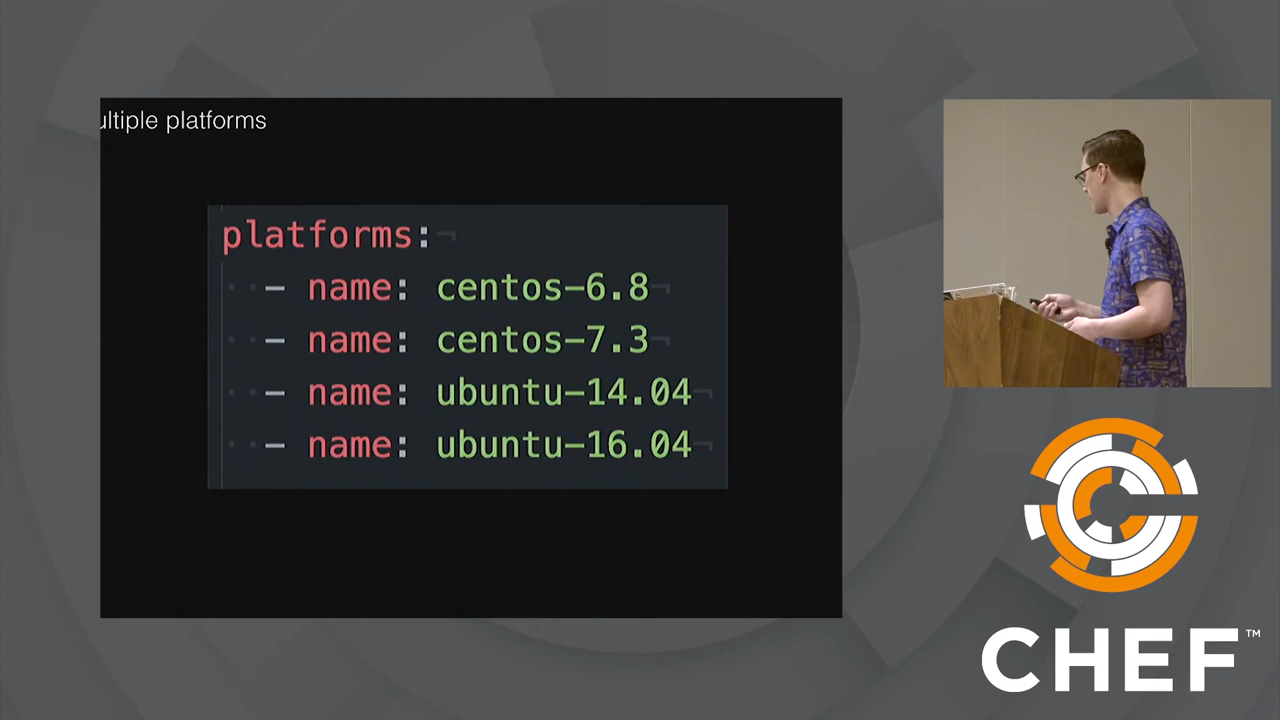 ultiple platforms
platforms:¬
- name: centos-6.8¬
- name: centos-7.3¬
- name: ubuntu-14.04¬
- name: ubuntu-16.04¬
CHEF™